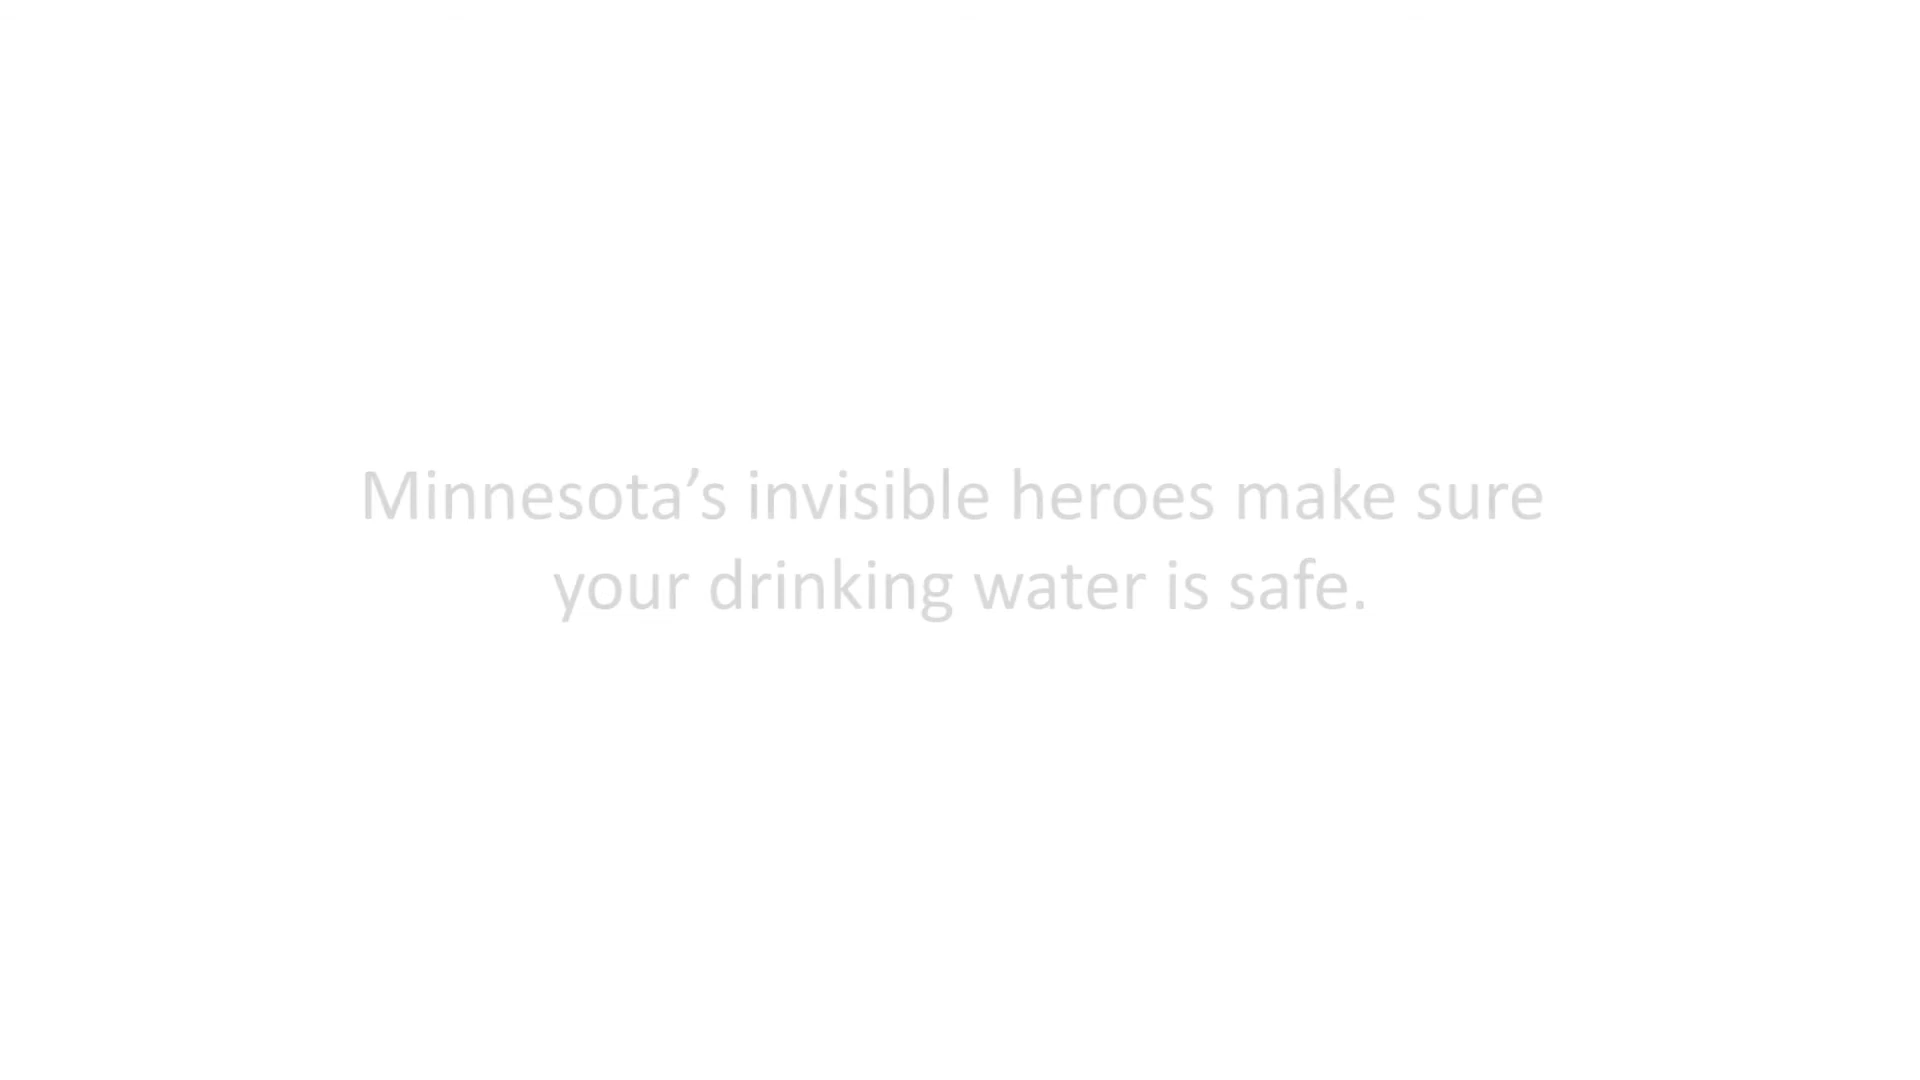 Minnesota’s invisible heroes make sure
your drinking water is safe.